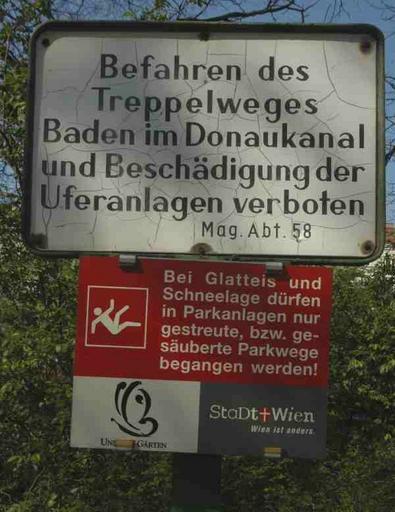 Befahren des
Treppelweges
Baden im Donaukanal
und Beschädigung der
Uferanlagen verboten
Mag. Abt. 58
Bei Glatteis und
Schneelage dürfen
in Parkanlagen nur
gestreute, bzw. ge-
säuberte Parkwege
begangen werden!
StaDt+Wien
Wien ist anders.
GÄRTEN